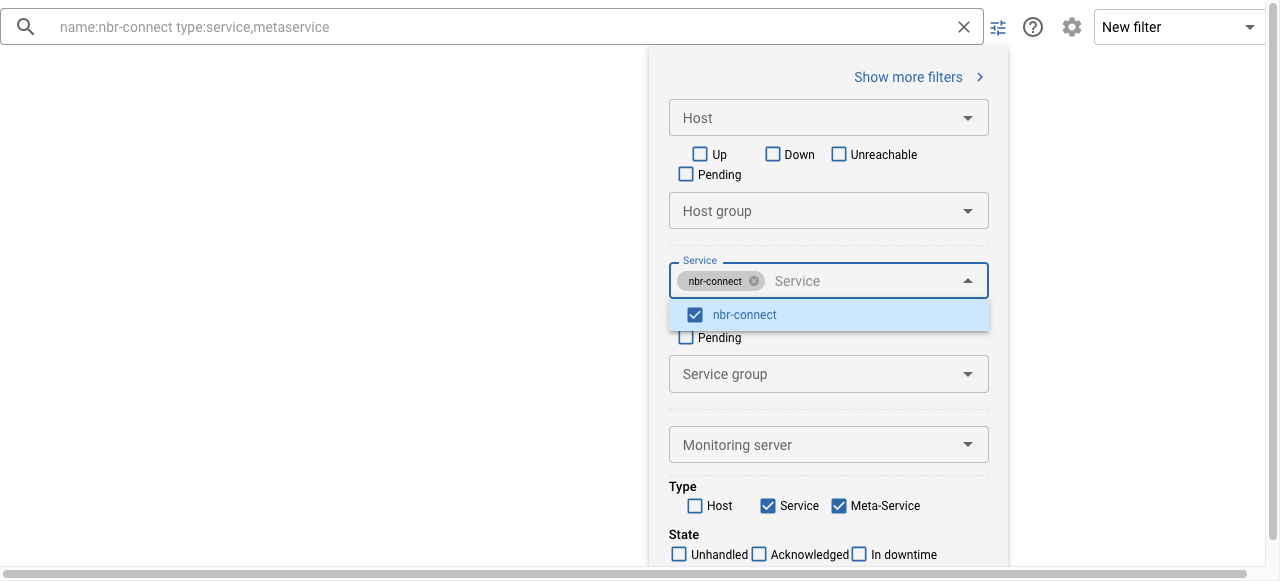 name:nbr-connect type:service,metaservice
New filter
Show more filters
Host
Up Down Unreachable
Pending
Host group
Service
nbr-connect Service
nbr-connect
Pending
Service group
Monitoring server
Type
Host Service Meta-Service
State
Unhandled Acknowledged In downtime